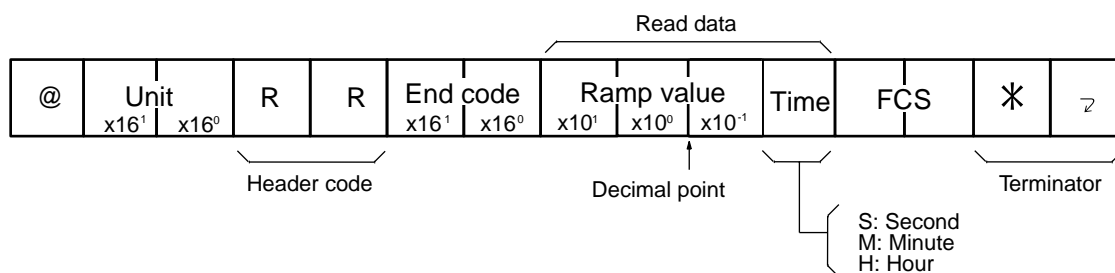 Read data
@ Unit R R End code Ramp value Time FCS * ↵
x16¹ x16⁰ x16¹ x16⁰ x10¹ x10⁰ x10⁻¹
Header code Decimal point Terminator
S: Second
M: Minute
H: Hour